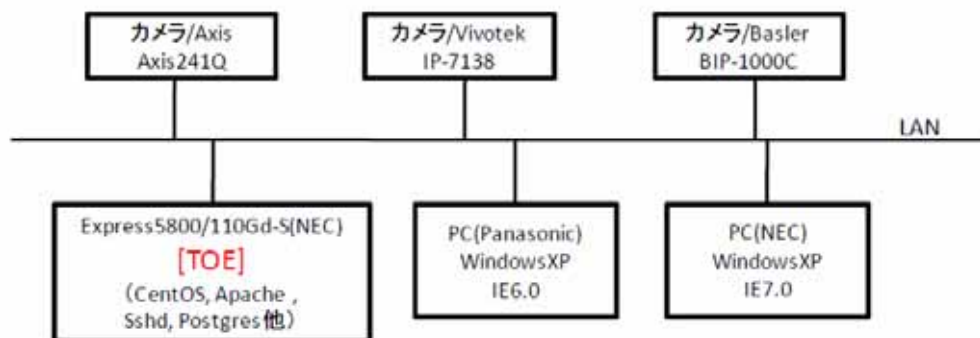 カメラ/Axis
Axis241Q
カメラ/Vivotek
IP-7138
カメラ/Basler
BIP-1000C
LAN
Express5800/110Gd-S(NEC)
[TOE]
（CentOS, Apache ,
Sshd, Postgres他）
PC(Panasonic)
WindowsXP
IE6.0
PC(NEC)
WindowsXP
IE7.0